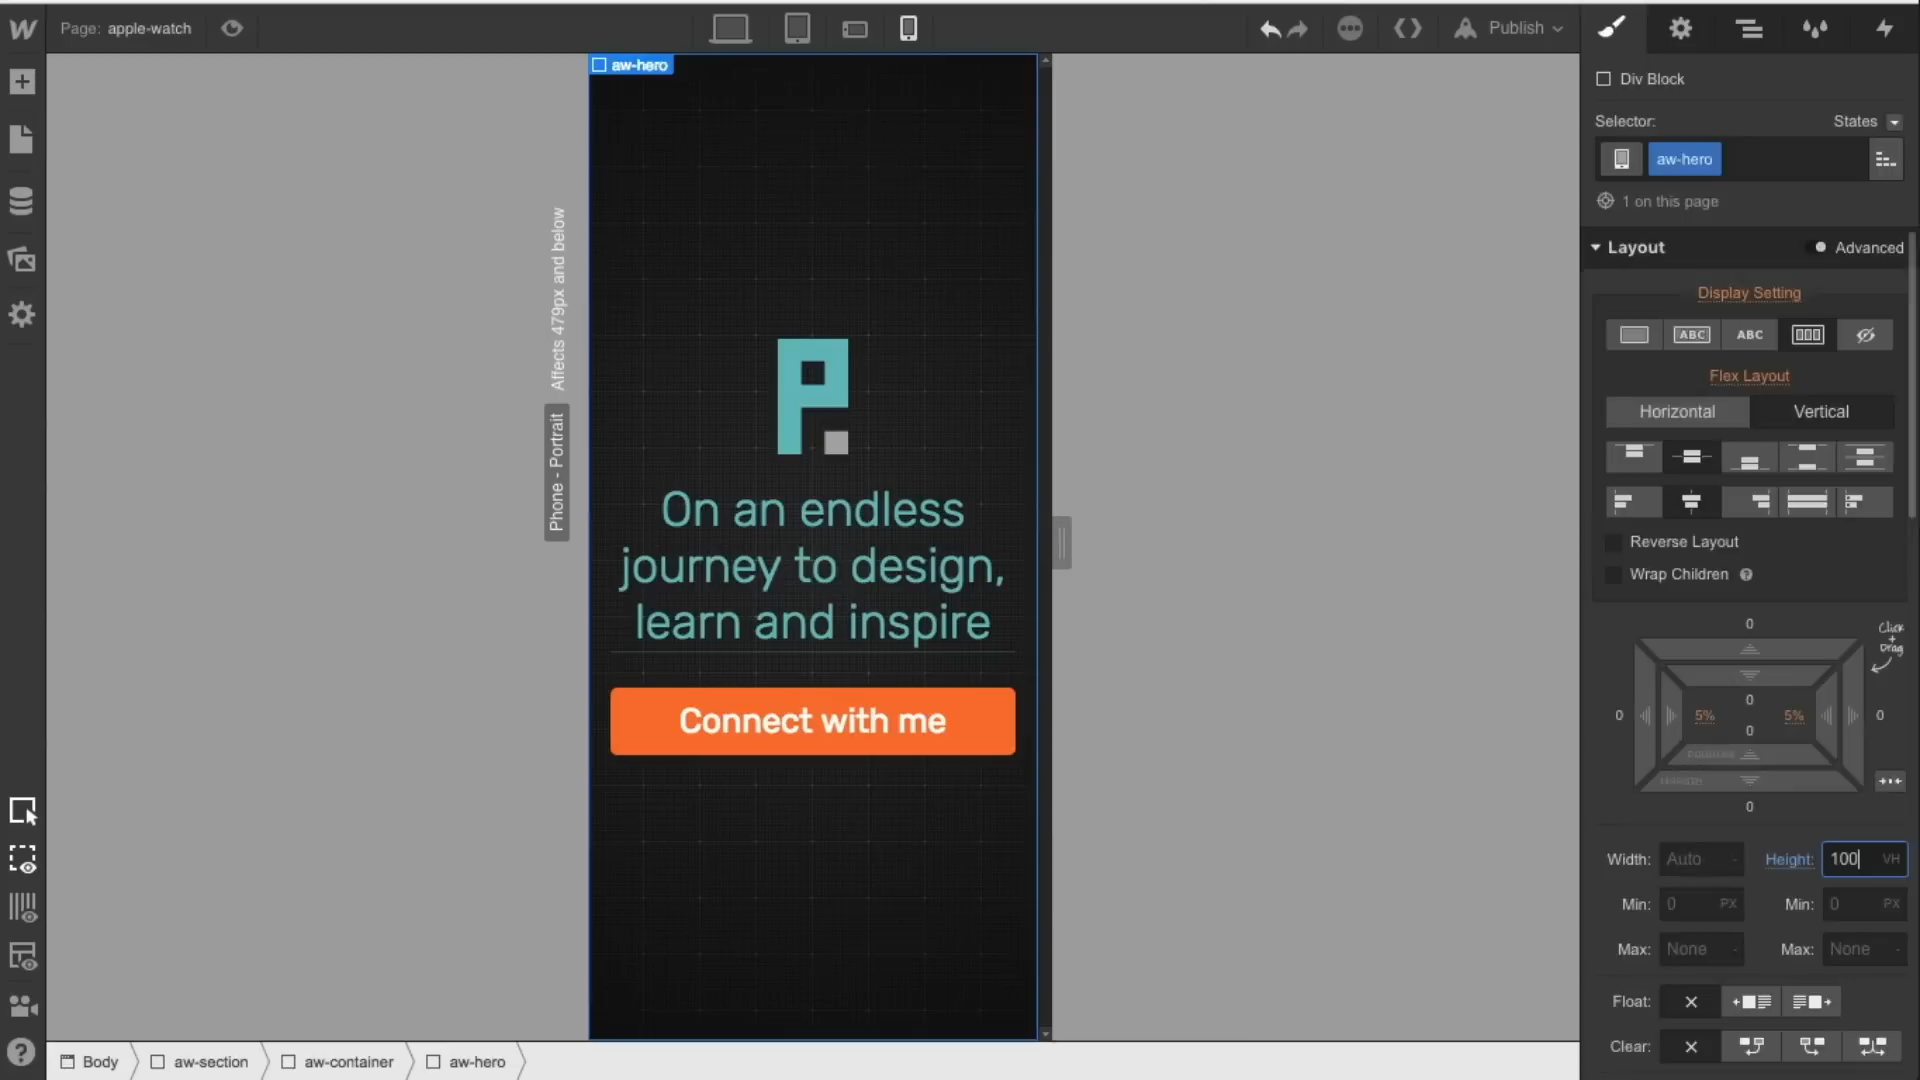 Page: apple-watch
Publish
aw-hero
Affects 479px and below
Phone - Portrait
P.
On an endless
journey to design,
learn and inspire
Connect with me
Body
aw-section
aw-container
aw-hero
Div Block
Selector:
States
aw-hero
1 on this page
Layout
Advanced
Display Setting
ABC
ABC
Flex Layout
Horizontal
Vertical
Reverse Layout
Wrap Children
0
Click
+
Drag
0
0
5%
5%
0
0
PADDING
MARGIN
0
Width: Auto -
Height: 100 VH
Min: 0 PX
Min: 0 PX
Max: None -
Max: None -
Float:
Clear: